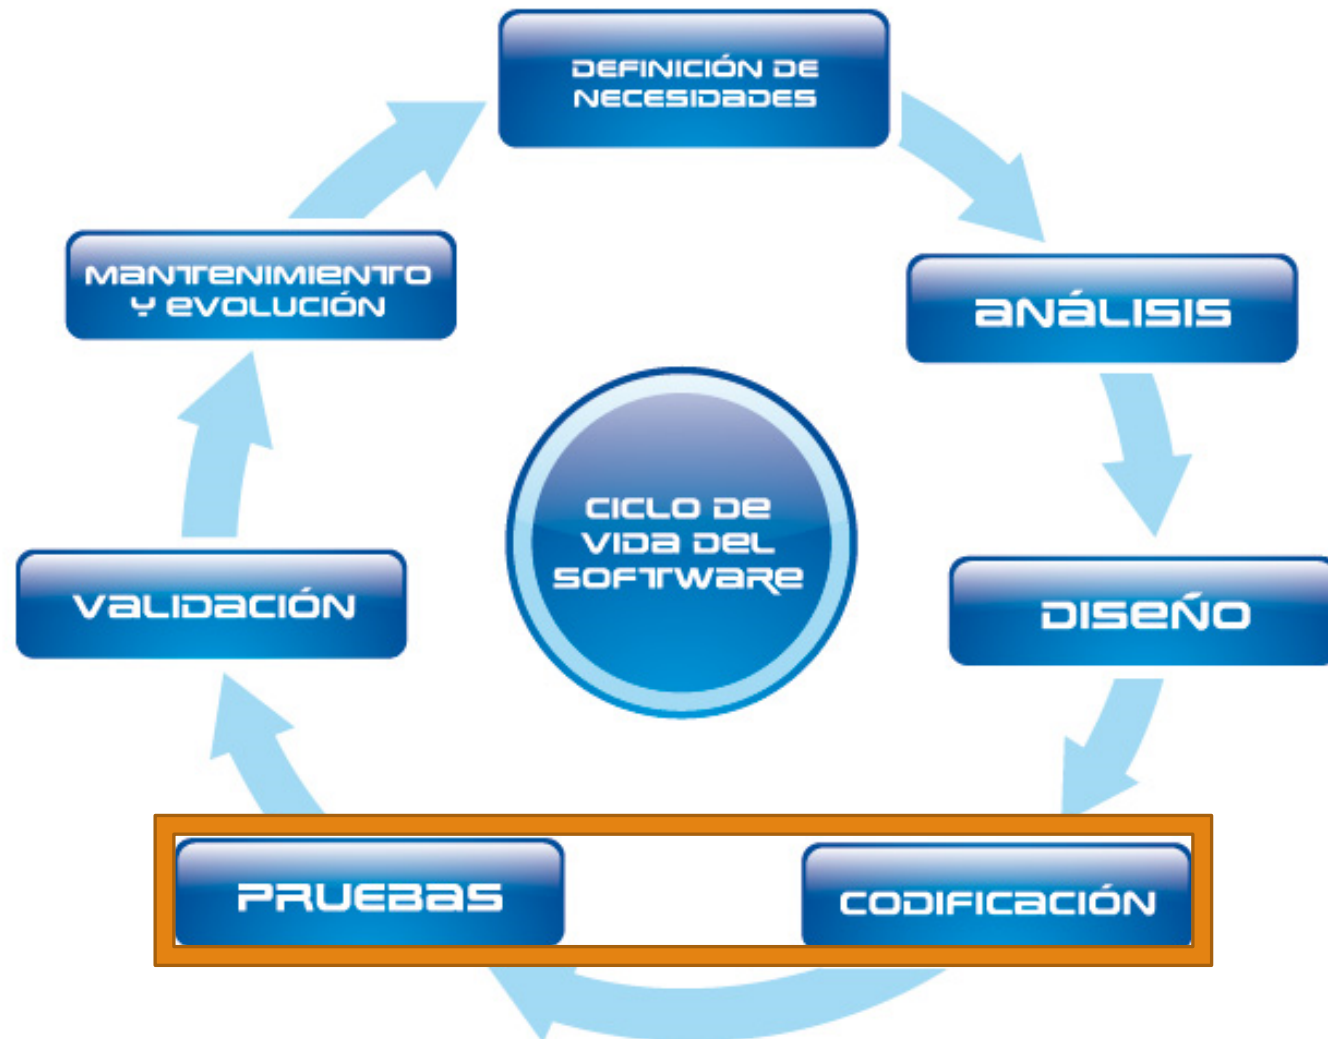 DEFINICIÓN DE
NECESIDADES
ANÁLISIS
DISEÑO
CODIFICACIÓN
PRUEBAS
VALIDACIÓN
MANTENIMIENTO
Y EVOLUCIÓN
CICLO DE
VIDA DEL
SOFTWARE